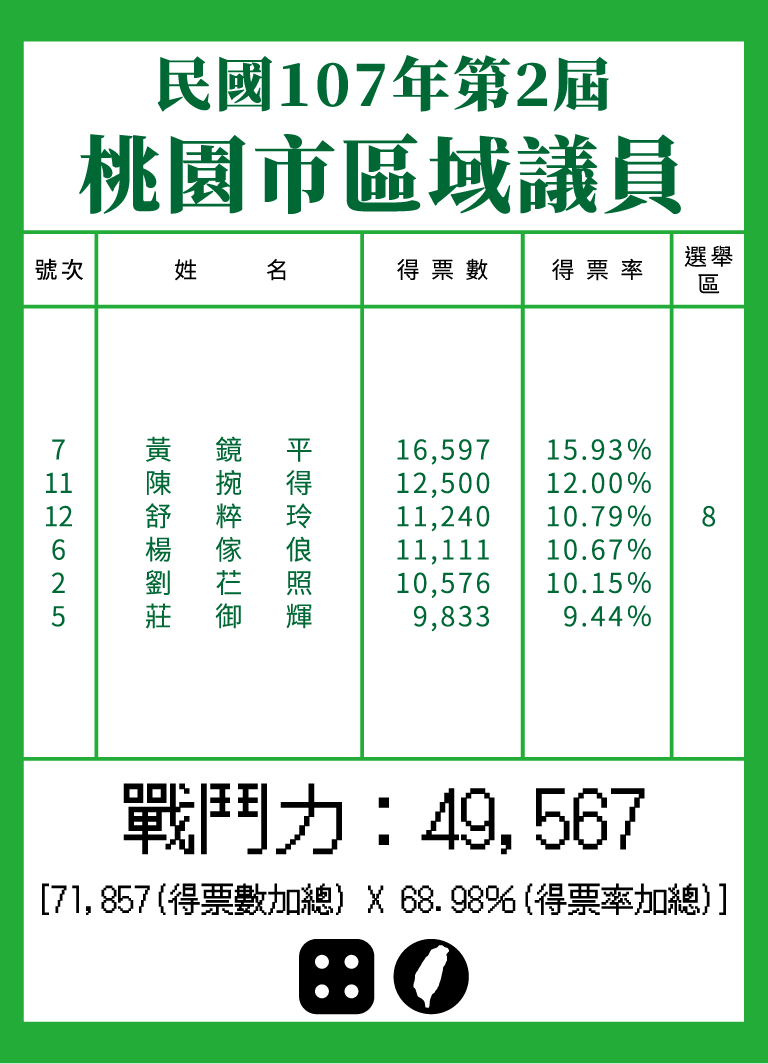 民國107年第2屆
桃園市區域議員
號次 姓名 得票數 得票率 選舉區
7 黃鏡平 16,597 15.93%
11 陳捥得 12,500 12.00%
12 舒粹玲 11,240 10.79% 8
6 楊傢俍 11,111 10.67%
2 劉茫照 10,576 10.15%
5 莊御輝 9,833 9.44%
戰鬥力：49,567
[71,857(得票數加總) X 68.98%(得票率加總)]